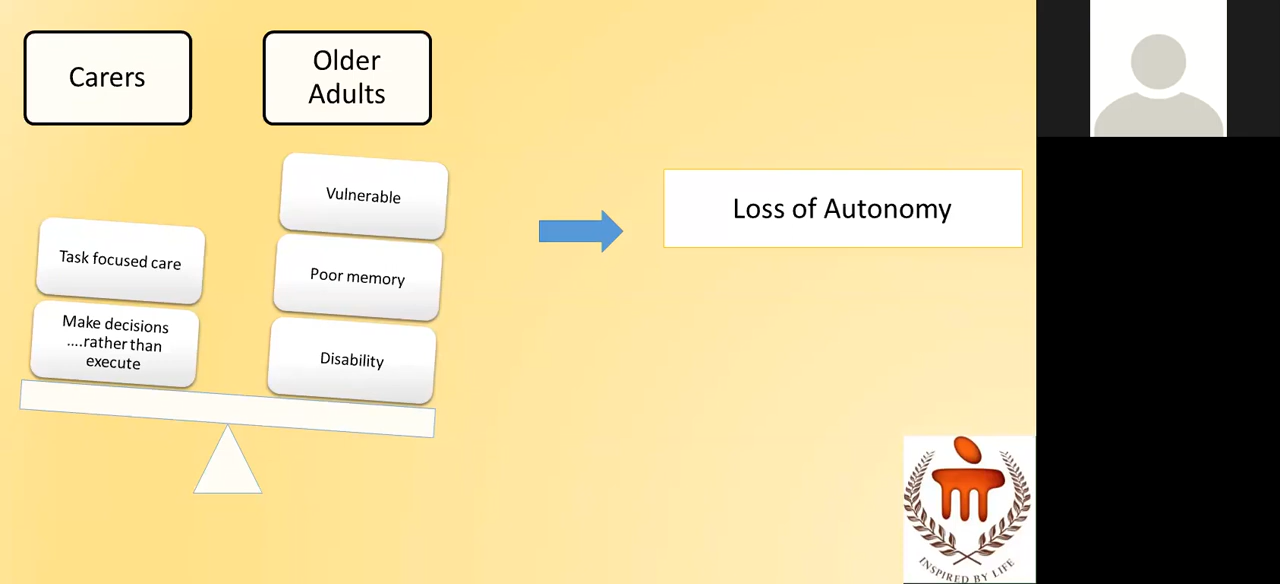 Carers
Older
Adults
Vulnerable
Task focused care
Poor memory
Make decisions
....rather than
execute
Disability
Loss of Autonomy
INSPIRED BY LIFE